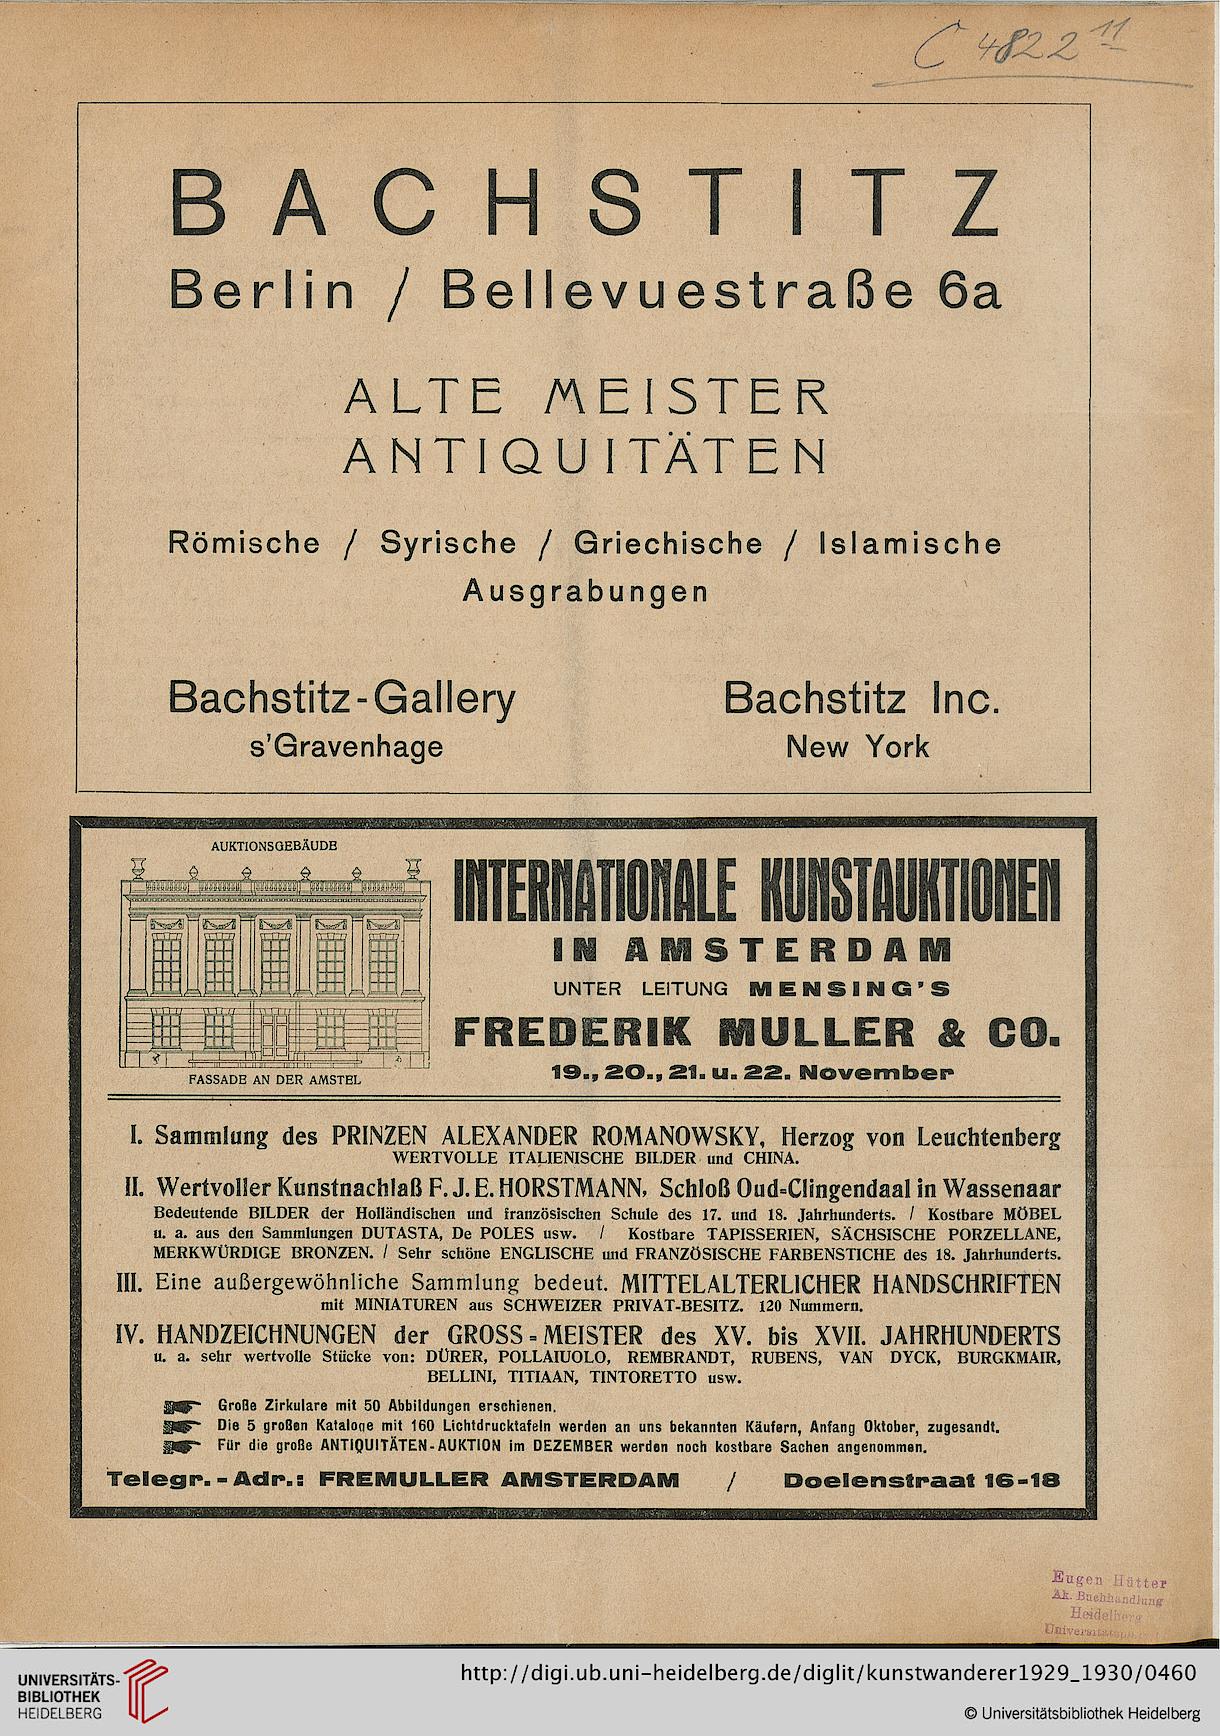 C 4822 11
BACHSTITZ
Berlin / Bellevuestraße 6a
ALTE MEISTER
ANTIQUITÄTEN
Römische / Syrische / Griechische / Islamische
Ausgrabungen
Bachstitz-Gallery
s'Gravenhage
Bachstitz Inc.
New York
AUKTIONSGEBÄUDE
FASSADE AN DER AMSTEL
INTERNATIONALE KUNSTAUKTIONEN
IN AMSTERDAM
UNTER LEITUNG MENSING'S
FREDERIK MULLER & CO.
19., 20., 21. u. 22. November
I. Sammlung des PRINZEN ALEXANDER ROMANOWSKY, Herzog von Leuchtenberg
WERTVOLLE ITALIENISCHE BILDER und CHINA.
II. Wertvoller Kunstnachlaß F. J. E. HORSTMANN, Schloß Oud-Clingendaal in Wassenaar
Bedeutende BILDER der Holländischen und französischen Schule des 17. und 18. Jahrhunderts. / Kostbare MÖBEL
u. a. aus den Sammlungen DUTASTA, De POLES usw. / Kostbare TAPISSERIEN, SÄCHSISCHE PORZELLANE,
MERKWÜRDIGE BRONZEN. / Sehr schöne ENGLISCHE und FRANZÖSISCHE FARBENSTICHE des 18. Jahrhunderts.
III. Eine außergewöhnliche Sammlung bedeut. MITTELALTERLICHER HANDSCHRIFTEN
mit MINIATUREN aus SCHWEIZER PRIVAT-BESITZ. 120 Nummern.
IV. HANDZEICHNUNGEN der GROSS-MEISTER des XV. bis XVII. JAHRHUNDERTS
u. a. sehr wertvolle Stücke von: DÜRER, POLLAIUOLO, REMBRANDT, RUBENS, VAN DYCK, BURGKMAIR,
BELLINI, TITIAAN, TINTORETTO usw.
Große Zirkulare mit 50 Abbildungen erschienen.
Die 5 großen Kataloge mit 160 Lichtdrucktafeln werden an uns bekannten Käufern, Anfang Oktober, zugesandt.
Für die große ANTIQUITÄTEN-AUKTION im DEZEMBER werden noch kostbare Sachen angenommen.
Telegr.-Adr.: FREMULLER AMSTERDAM / Doelenstraat 16-18
Eugen Hütter
Ak. Buchhandlung
Heidelberg
UNIVERSITÄTS-
BIBLIOTHEK
HEIDELBERG
http://digi.ub.uni-heidelberg.de/diglit/kunstwanderer1929_1930/0460
© Universitätsbibliothek Heidelberg